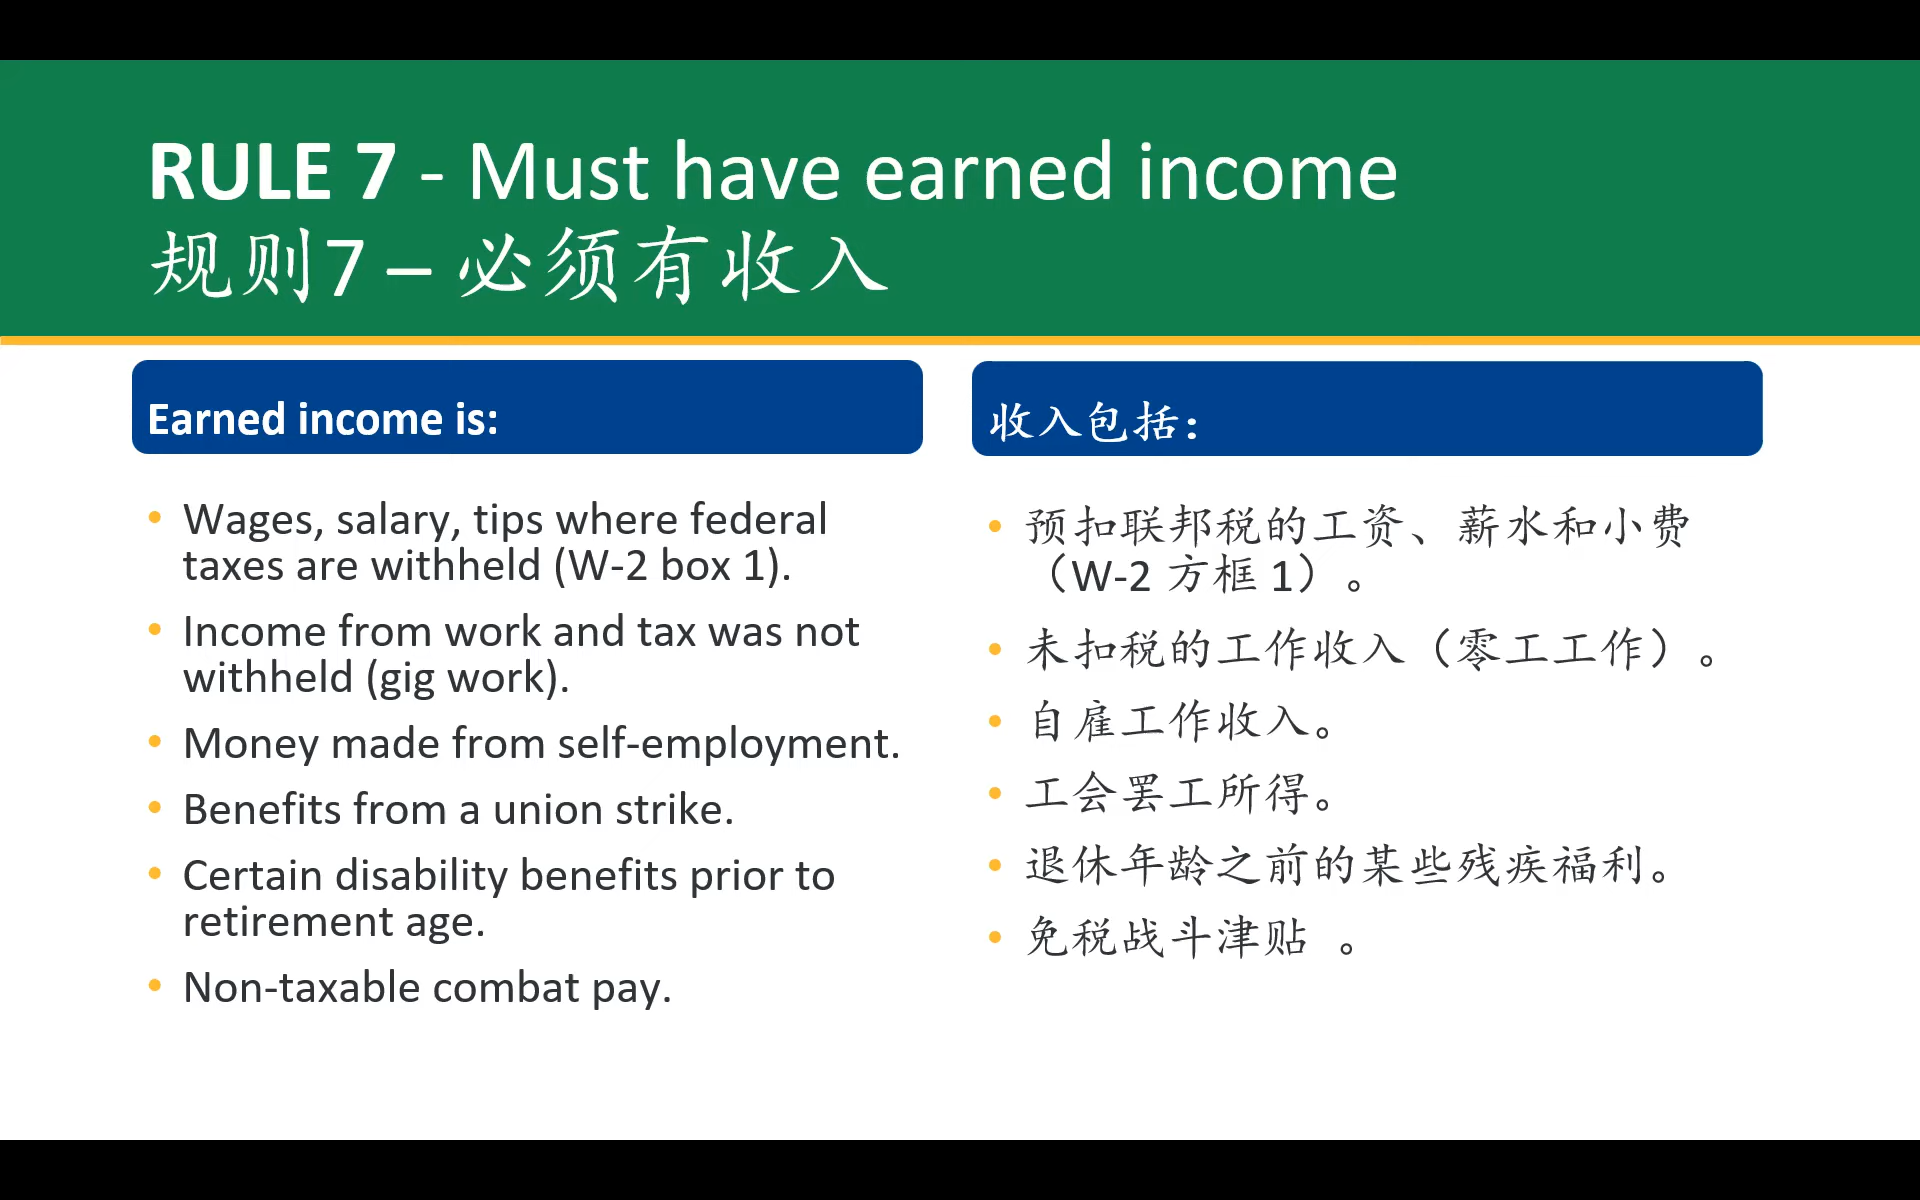 RULE 7 - Must have earned income
规则7 – 必须有收入
Earned income is:
• Wages, salary, tips where federal
taxes are withheld (W-2 box 1).
• Income from work and tax was not
withheld (gig work).
• Money made from self-employment.
• Benefits from a union strike.
• Certain disability benefits prior to
retirement age.
• Non-taxable combat pay.
收入包括：
• 预扣联邦税的工资、薪水和小费
（W-2 方框 1）。
• 未扣税的工作收入（零工工作）。
• 自雇工作收入。
• 工会罢工所得。
• 退休年龄之前的某些残疾福利。
• 免税战斗津贴 。